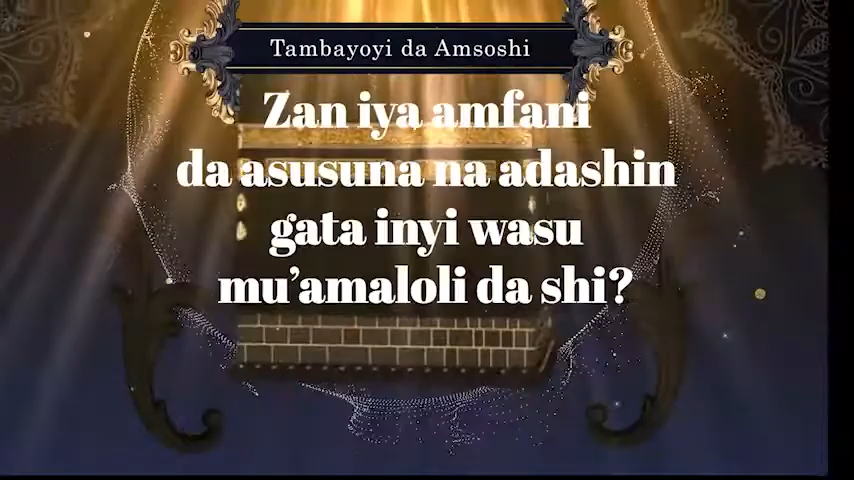 Tambayoyi da Amsoshi
Zan iya amfani
da asusuna na adashin
gata inyi wasu
mu’amaloli da shi?